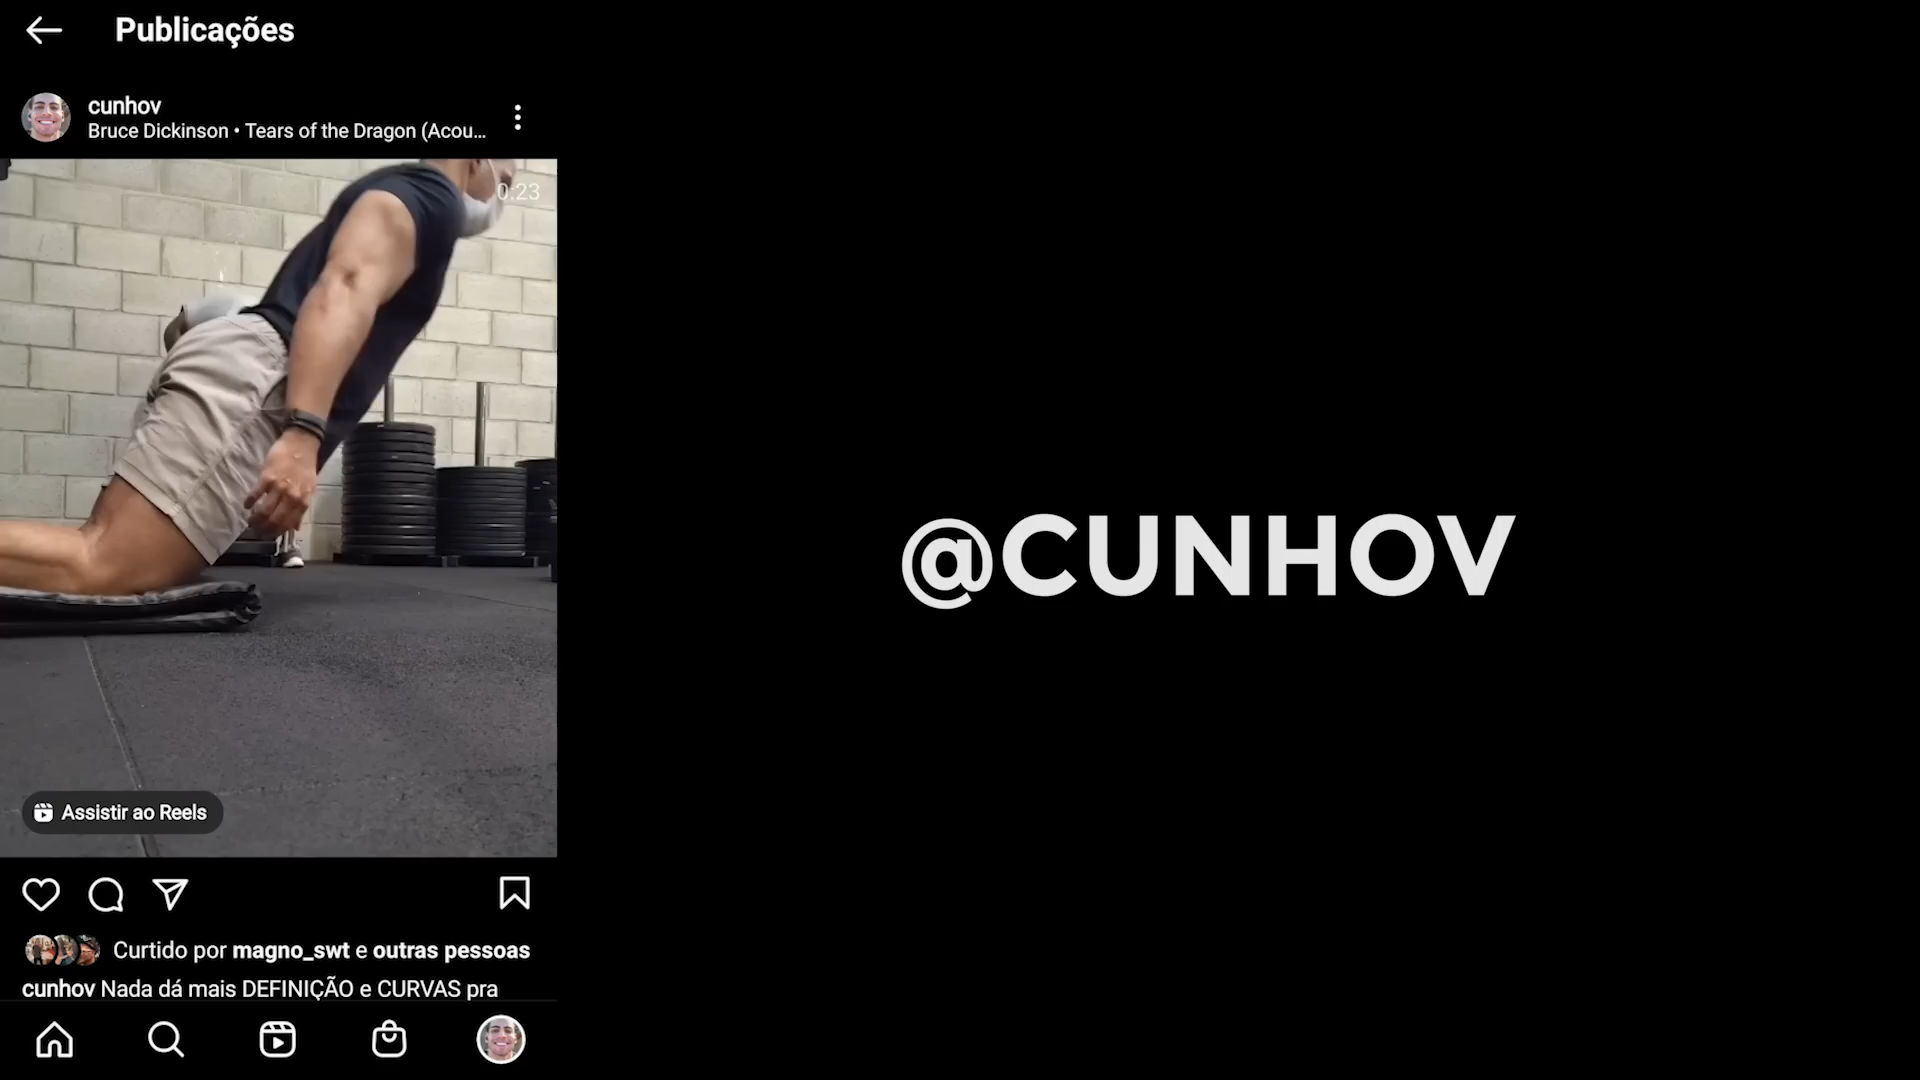 Publicações
cunhov
Bruce Dickinson • Tears of the Dragon (Acou...
0:23
@CUNHOV
Assistir ao Reels
Curtido por magno_swt e outras pessoas
cunhov Nada dá mais DEFINIÇÃO e CURVAS pra